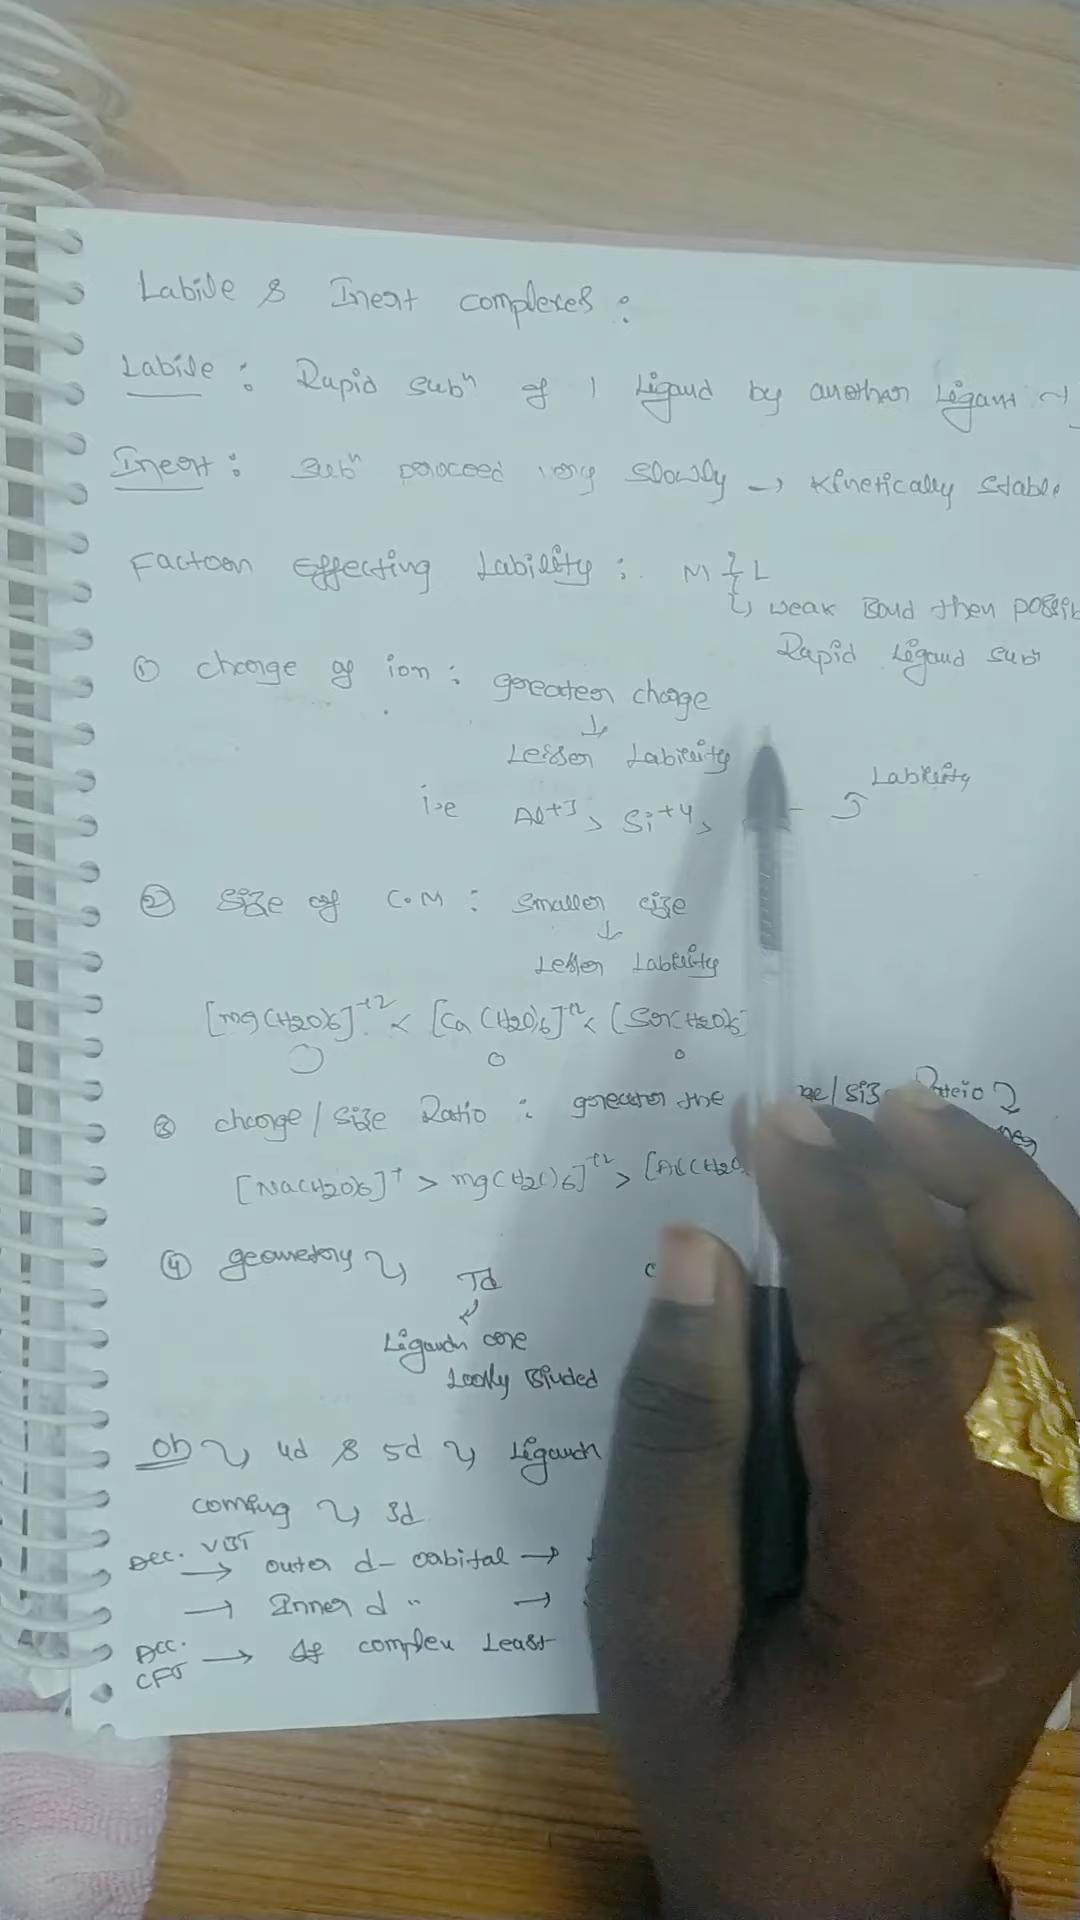 Labile & Inert complexes :
Labile : Rapid subⁿ of 1 Ligand by another Ligant
Inert : subⁿ proceed very slowly → Kinetically stable
Factors Effecting Lability : M L
↳ weak Bond then possib
Rapid Ligand subⁿ
① charge of ion : greater charge
↓
Lesser Lability
i.e Al+3, Si+4,
Lability
② size of C.M : smaller size
↓
Lesser Lability
[mg(H2O)6]+2 < [Ca(H2O)6]+2 < [Sr(H2O)6]
③ charge / size Ratio : greater the /siz Ratio
[Na(H2O)6]+ > mg(H2O)6]+2 > [Al(H2O
④ geometry Td
Ligands are
Loosly Binded
Ob 4d & 5d Ligands
coming 3d
Acc. VBT → outer d- orbital →
→ Inner d " →
Acc. CFT → If complex Least